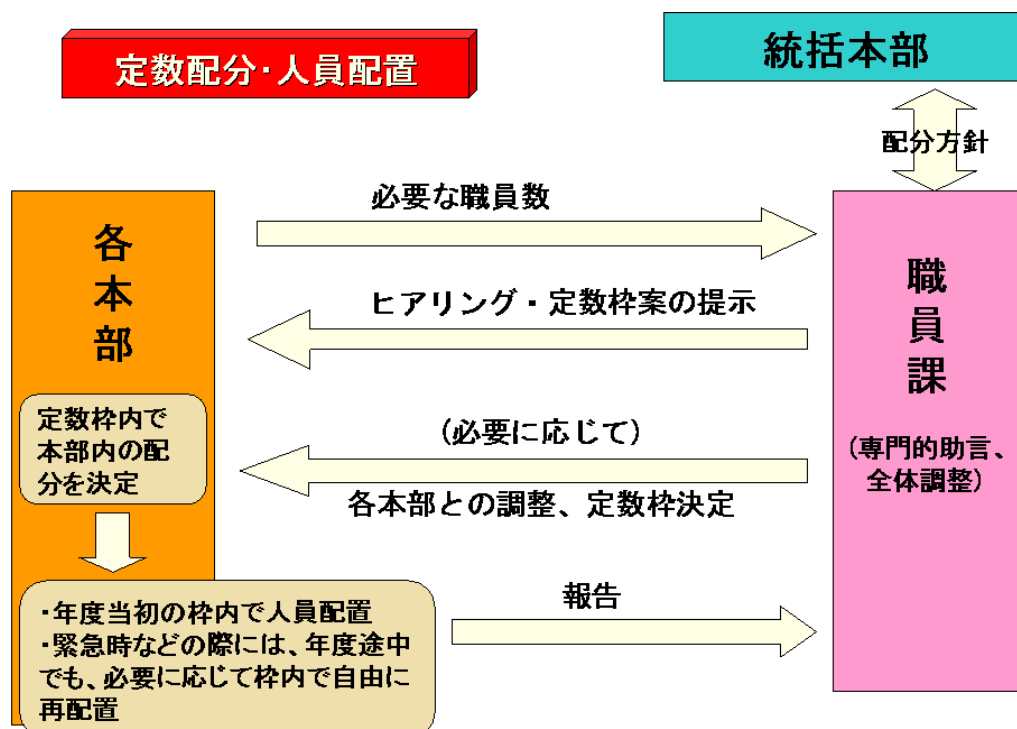 定数配分・人員配置
統括本部
配分方針
必要な職員数
各本部
職員課
ヒアリング・定数枠案の提示
定数枠内で
本部内の配
分を決定
(必要に応じて)
各本部との調整、定数枠決定
(専門的助言、
全体調整)
・年度当初の枠内で人員配置
・緊急時などの際には、年度途中
でも、必要に応じて枠内で自由に
再配置
報告